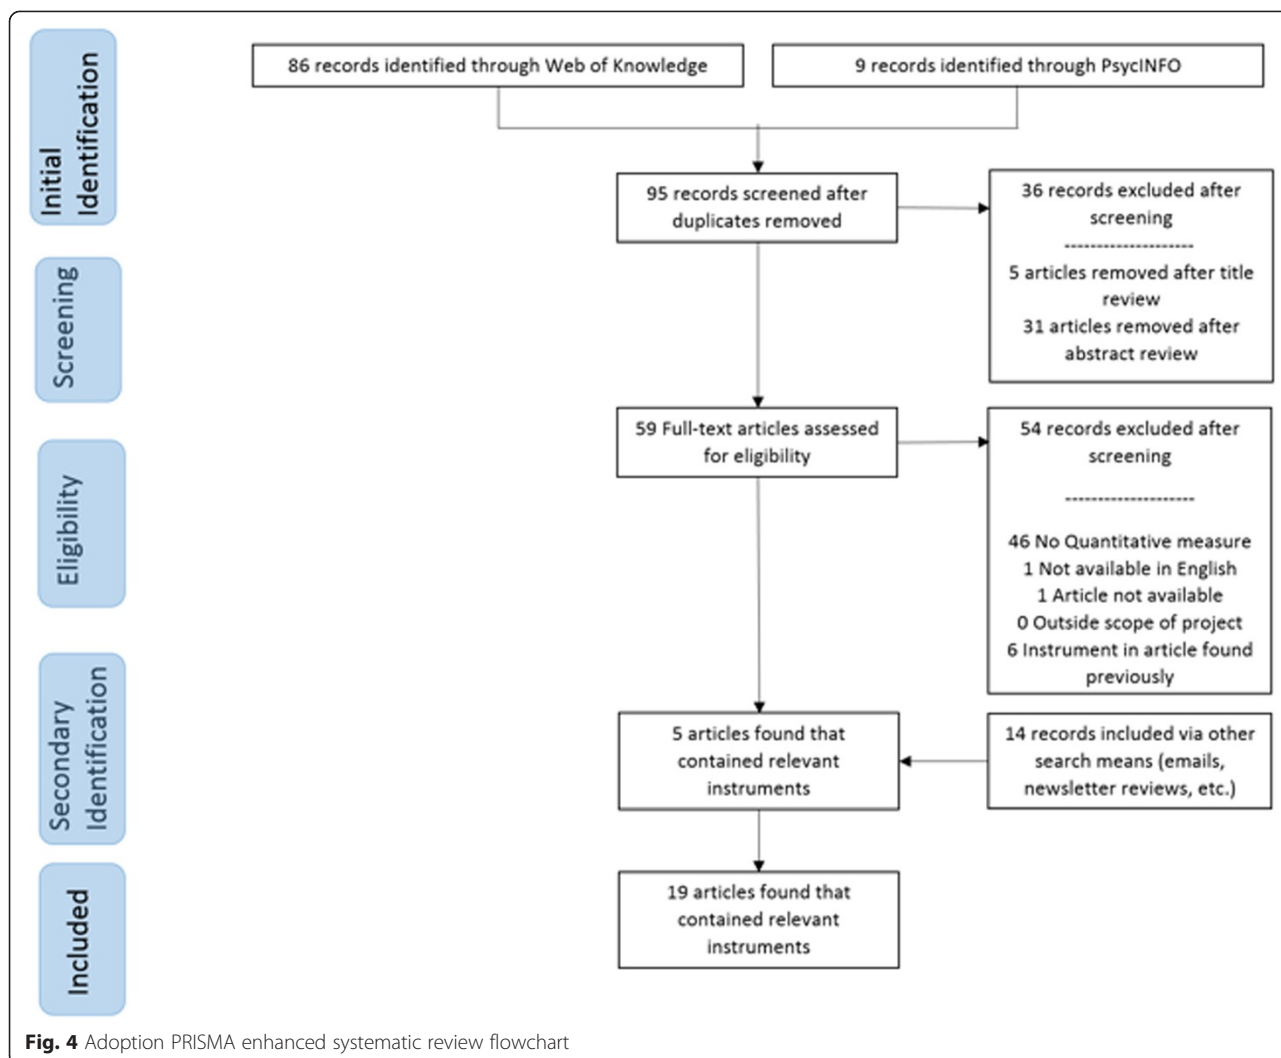 Initial
Identification
86 records identified through Web of Knowledge
9 records identified through PsycINFO
95 records screened after
duplicates removed
36 records excluded after
screening
---------------------
5 articles removed after title
review
31 articles removed after
abstract review
Screening
59 Full-text articles assessed
for eligibility
54 records excluded after
screening
---------------------
46 No Quantitative measure
1 Not available in English
1 Article not available
0 Outside scope of project
6 Instrument in article found
previously
Eligibility
Secondary
Identification
5 articles found that
contained relevant
instruments
14 records included via other
search means (emails,
newsletter reviews, etc.)
Included
19 articles found that
contained relevant
instruments
Fig. 4 Adoption PRISMA enhanced systematic review flowchart